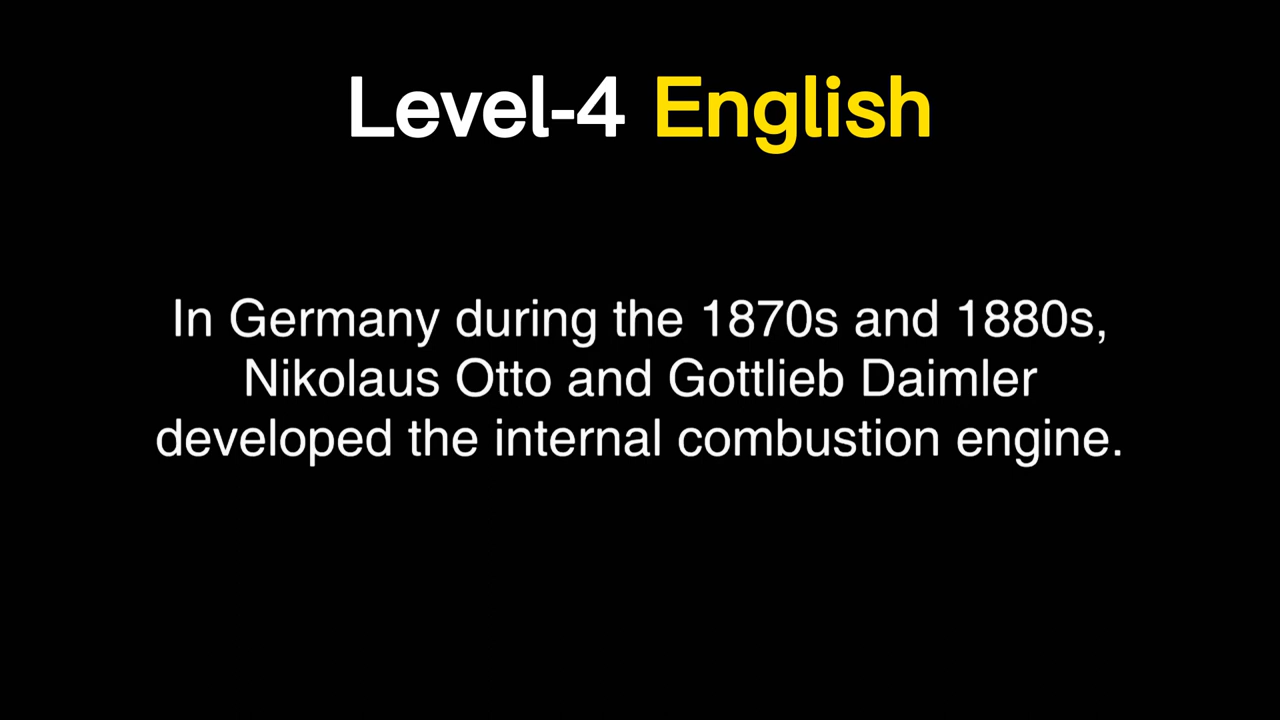 Level-4 English
In Germany during the 1870s and 1880s,
Nikolaus Otto and Gottlieb Daimler
developed the internal combustion engine.